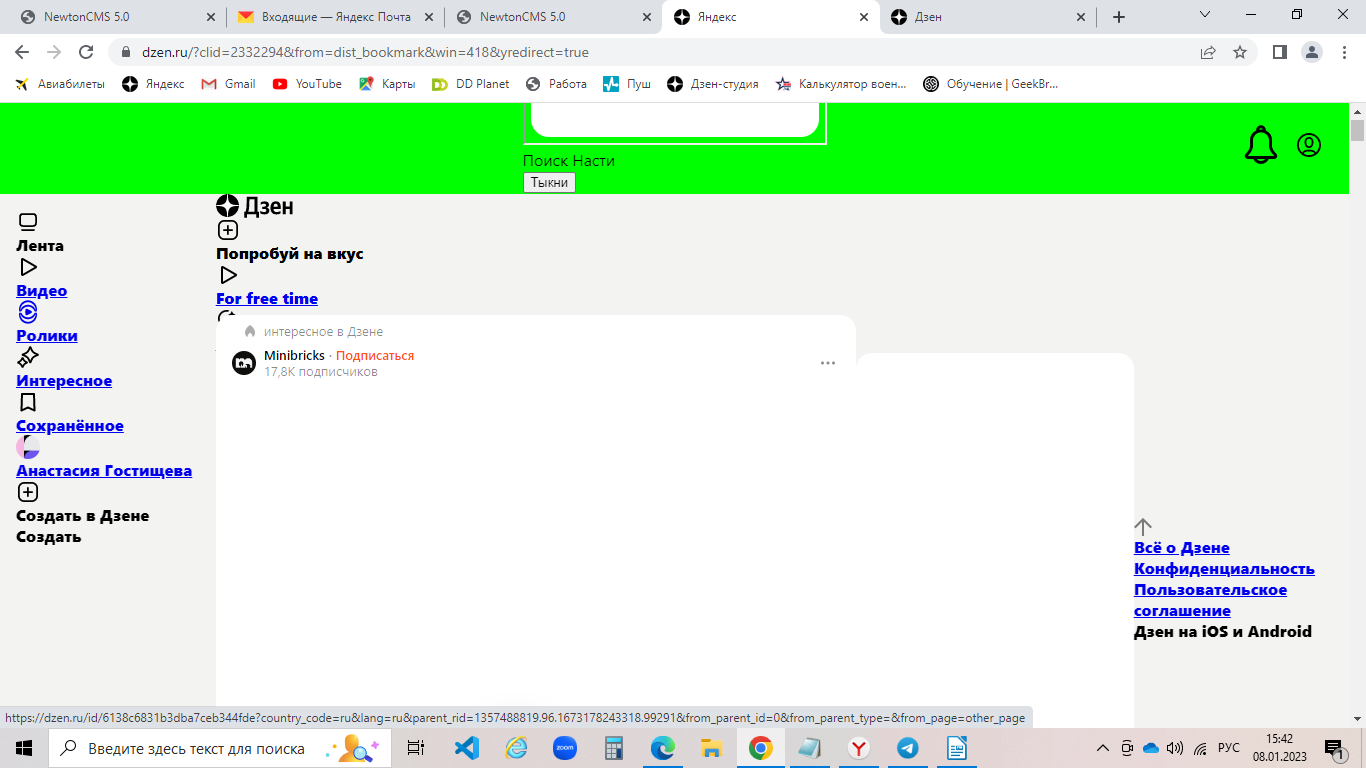 NewtonCMS 5.0
Входящие — Яндекс Почта
NewtonCMS 5.0
Яндекс
Дзен
dzen.ru/?clid=2332294&from=dist_bookmark&win=418&yredirect=true
Авиабилеты
Яндекс
Gmail
YouTube
Карты
DD Planet
Работа
Пуш
Дзен-студия
Калькулятор воен...
Обучение | GeekBr...
Поиск Насти
Тыкни
Дзен
Попробуй на вкус
For free time
Лента
Видео
Ролики
Интересное
Сохранённое
Анастасия Гостищева
Создать в Дзене
Создать
интересное в Дзене
Minibricks · Подписаться
17,8K подписчиков
Всё о Дзене
Конфиденциальность
Пользовательское
соглашение
Дзен на iOS и Android
https://dzen.ru/id/6138c6831b3dba7ceb344fde?country_code=ru&lang=ru&parent_rid=1357488819.96.1673178243318.99291&from_parent_id=0&from_parent_type=&from_page=other_page
Введите здесь текст для поиска
zoom
РУС
15:42
08.01.2023
1